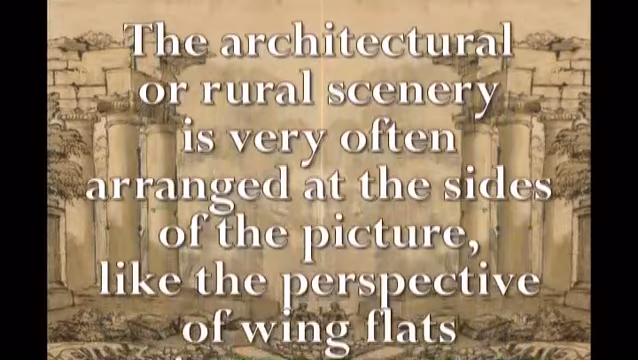 The architectural
or rural scenery
is very often
arranged at the sides
of the picture,
like the perspective
of wing flats